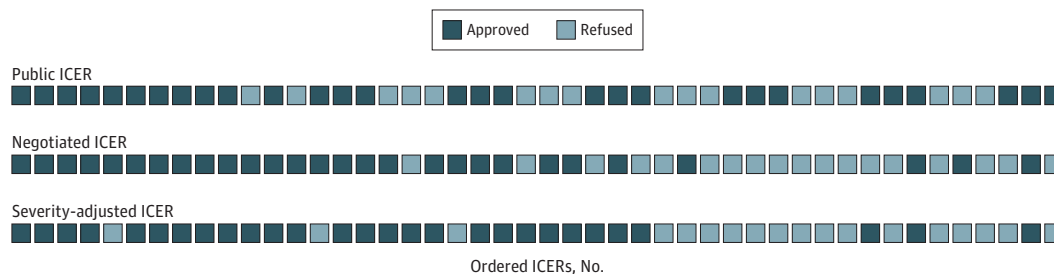 Approved Refused
Public ICER
Negotiated ICER
Severity-adjusted ICER
Ordered ICERs, No.